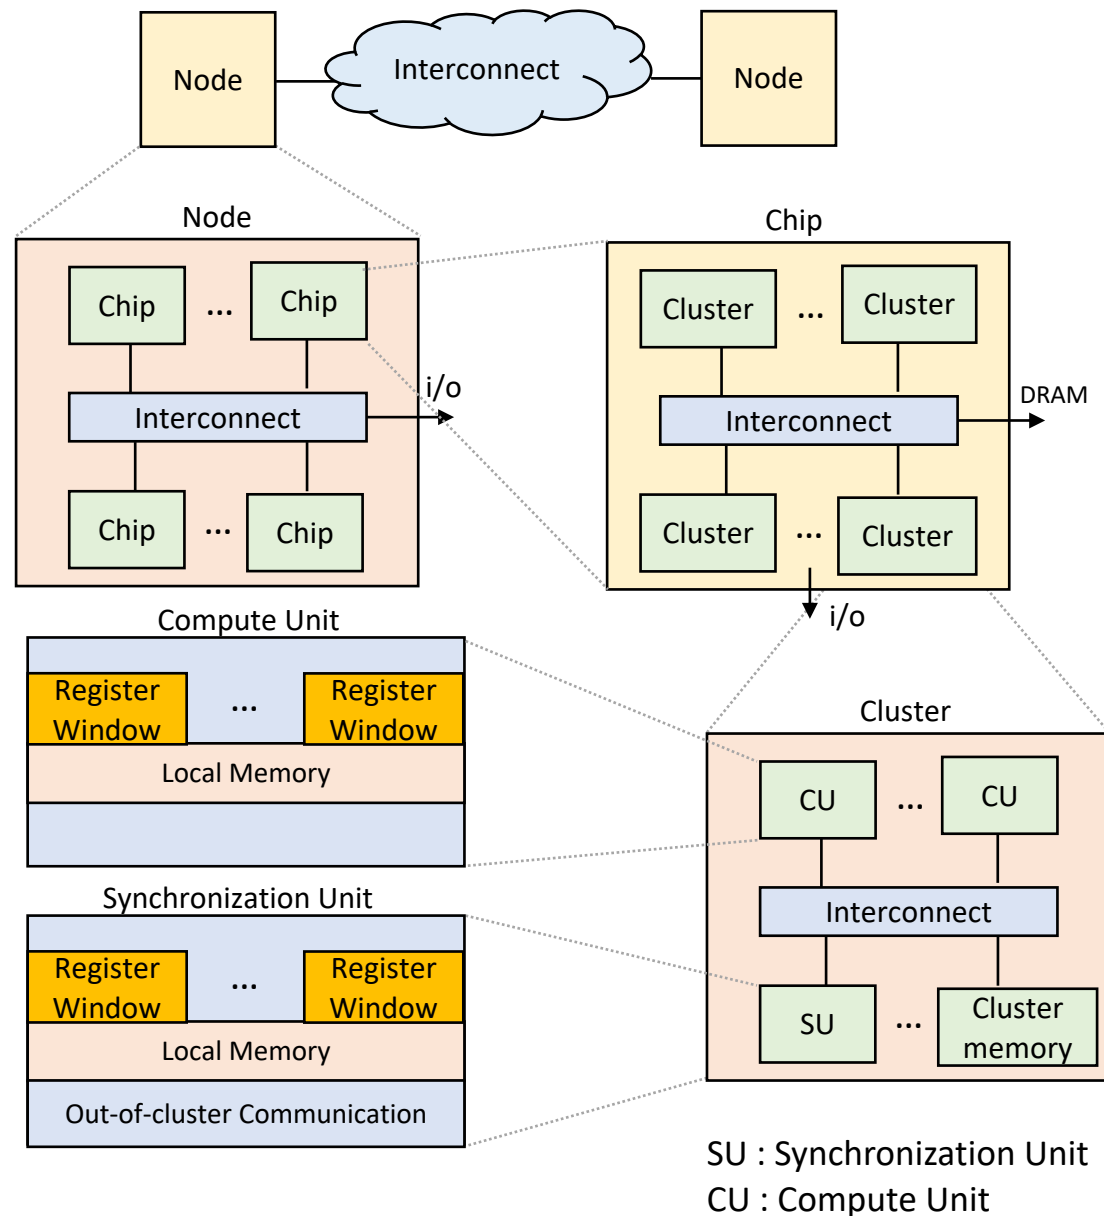 Node
Interconnect
Node
Node
Chip
...
Chip
Interconnect
i/o
Chip
...
Chip
Chip
Cluster
...
Cluster
Interconnect
DRAM
Cluster
...
Cluster
i/o
Compute Unit
Register
Window
...
Register
Window
Local Memory
Synchronization Unit
Register
Window
...
Register
Window
Local Memory
Out-of-cluster Communication
Cluster
CU
...
CU
Interconnect
SU
...
Cluster
memory
SU : Synchronization Unit
CU : Compute Unit